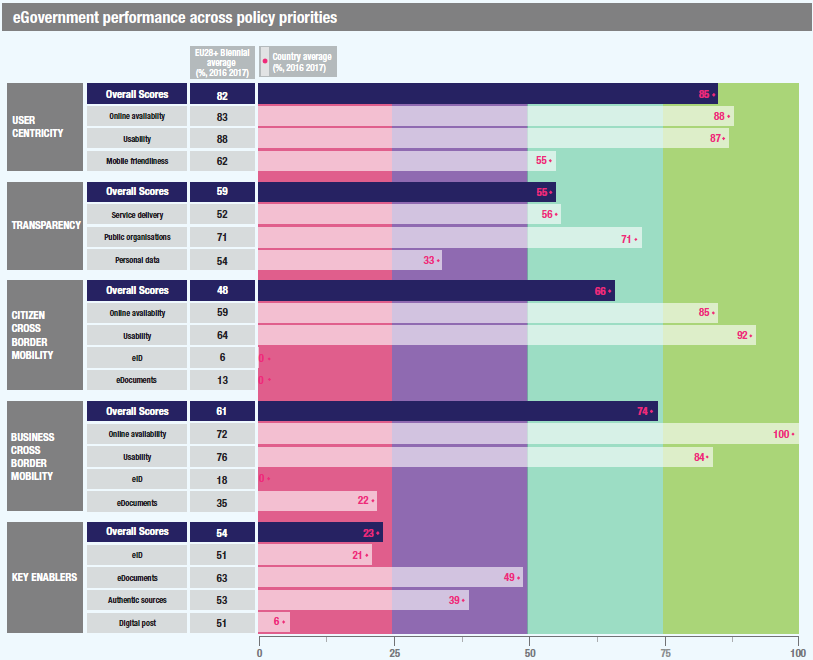 eGovernment performance across policy priorities
EU28+ Biennial
average
(%, 2016 2017)
Country average
(%, 2016 2017)
USER
CENTRICITY
Overall Scores 82 85
Online availability 83 88
Usability 88 87
Mobile friendliness 62 55
TRANSPARENCY
Overall Scores 59 55
Service delivery 52 56
Public organisations 71 71
Personal data 54 33
CITIZEN
CROSS
BORDER
MOBILITY
Overall Scores 48 66
Online availability 59 85
Usability 64 92
eID 6 0
eDocuments 13 0
BUSINESS
CROSS
BORDER
MOBILITY
Overall Scores 61 74
Online availability 72 100
Usability 76 84
eID 18 0
eDocuments 35 22
KEY ENABLERS
Overall Scores 54 23
eID 51 21
eDocuments 63 49
Authentic sources 53 39
Digital post 51 6
0 25 50 75 100